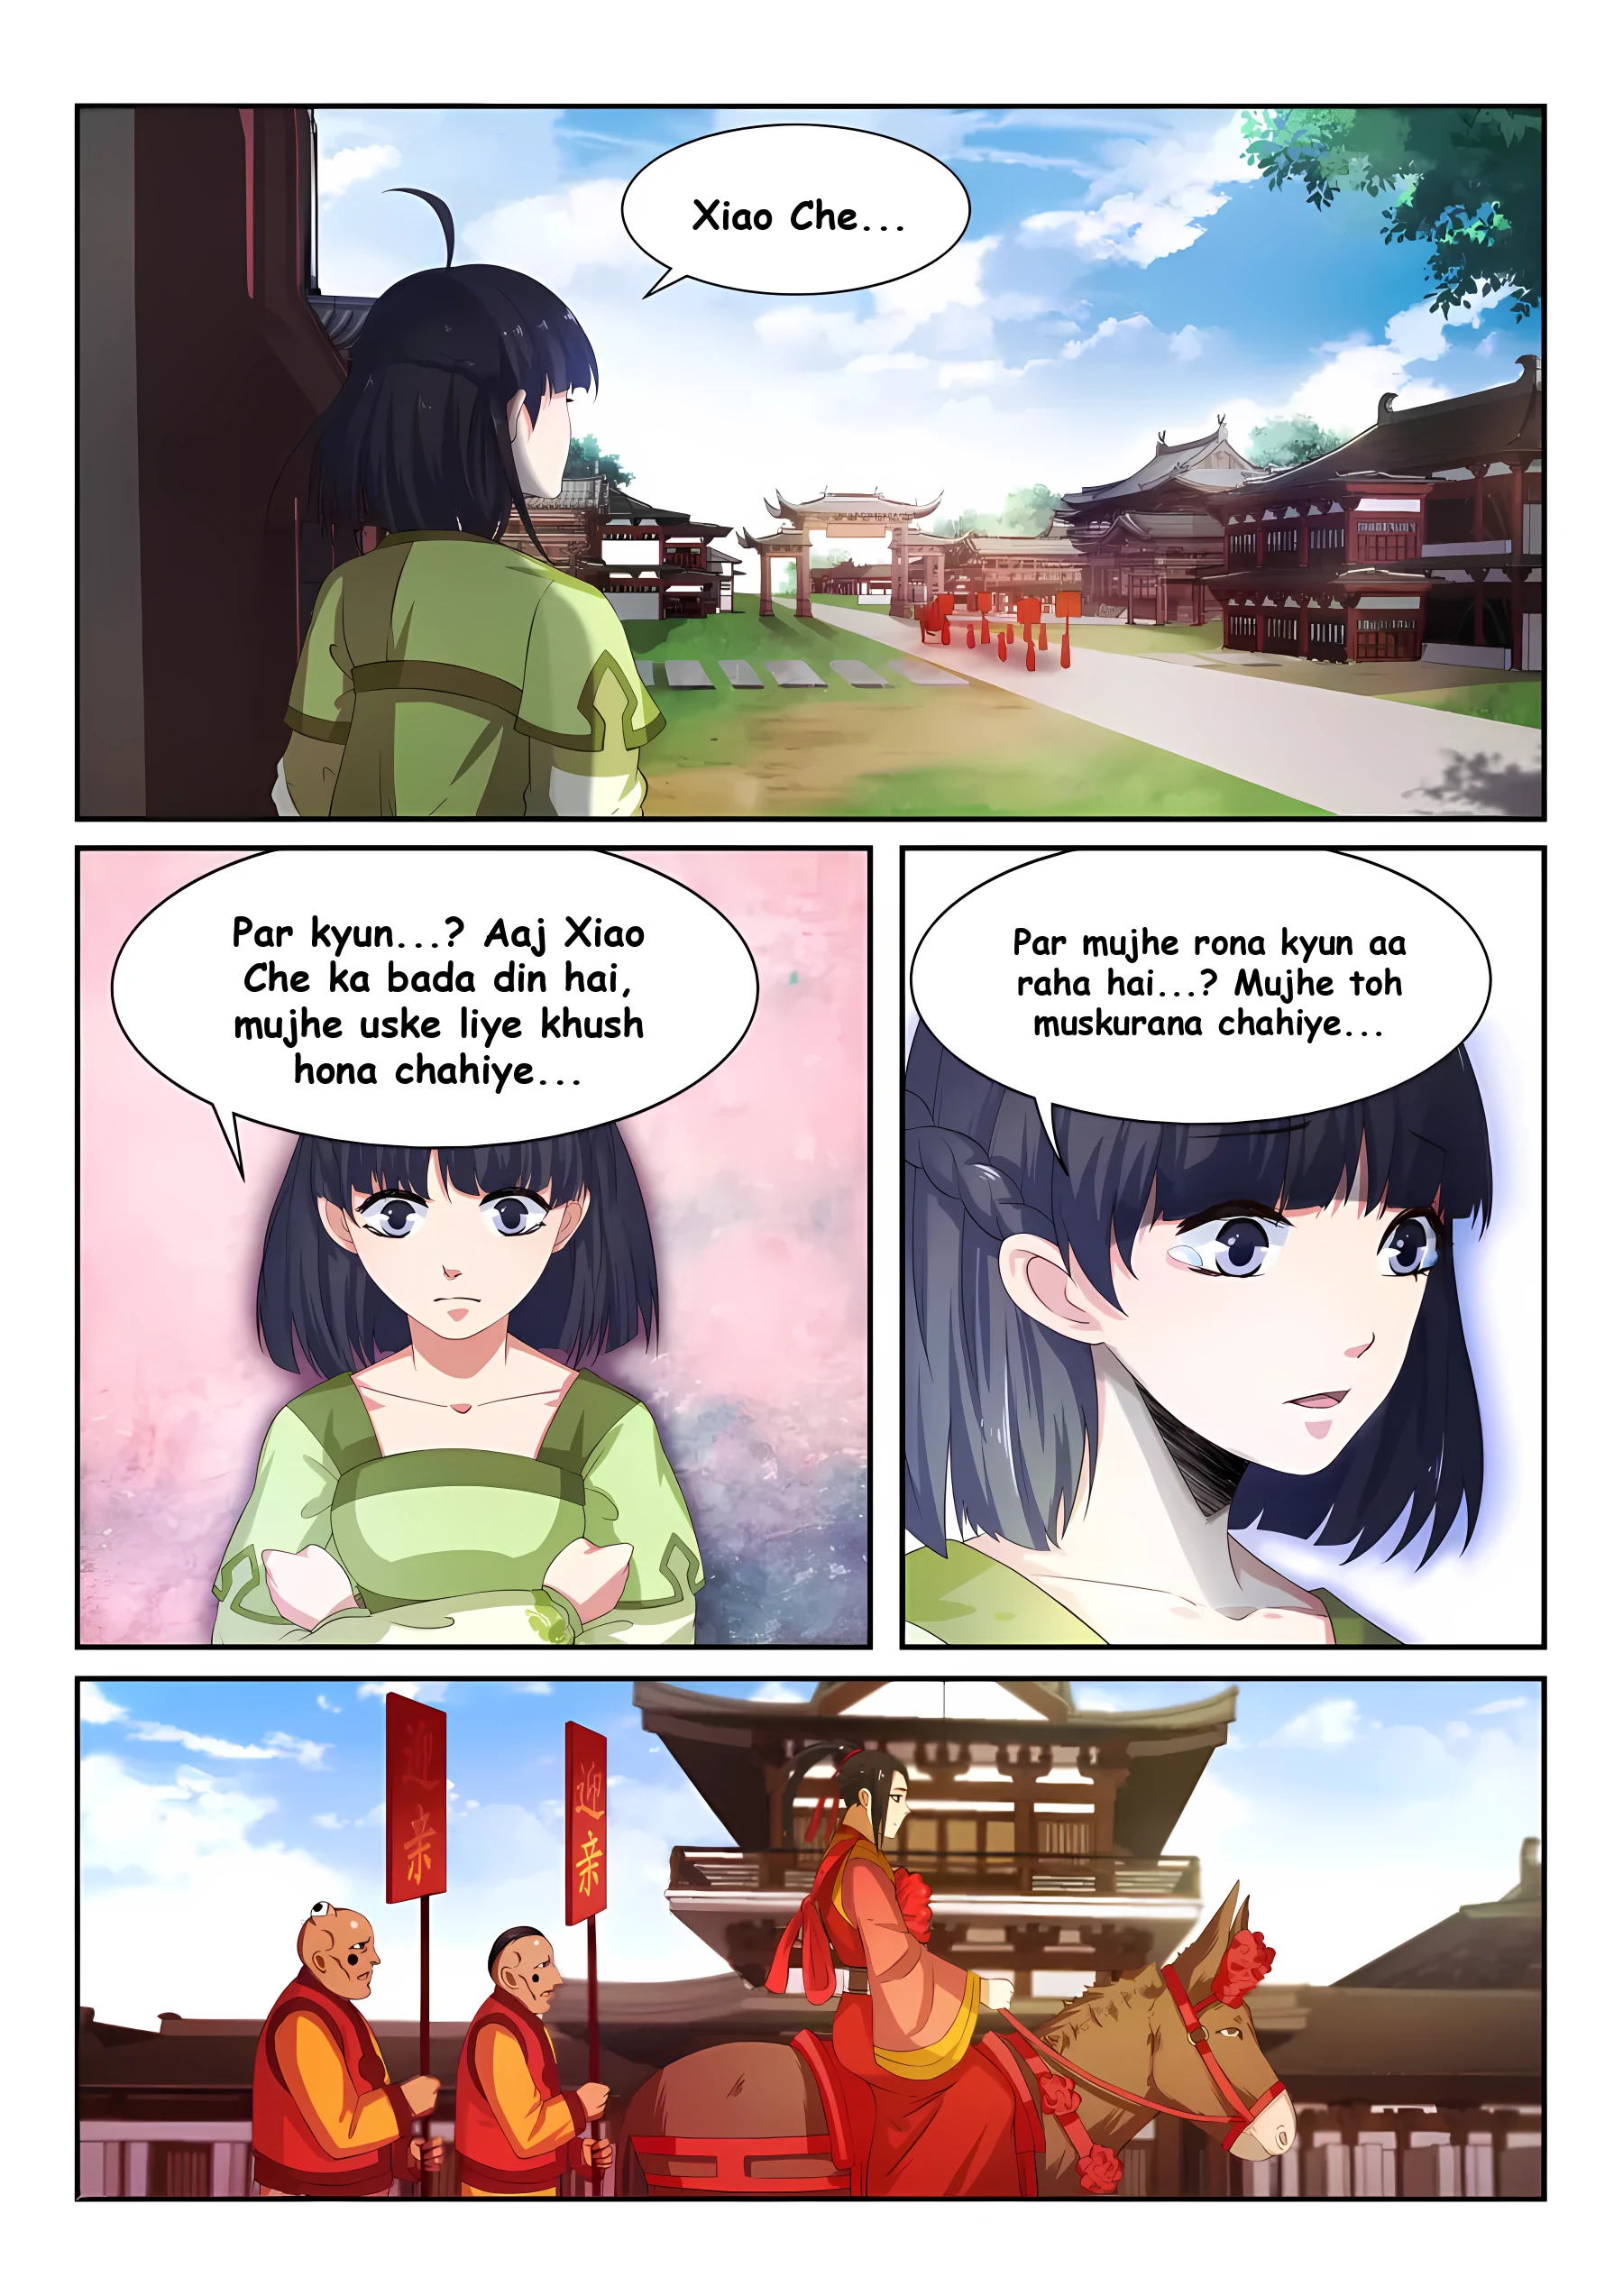 Xiao Che...
Par kyun...? Aaj Xiao
Che ka bada din hai,
mujhe uske liye khush
hona chahiye...
Par mujhe rona kyun aa
raha hai...? Mujhe toh
muskurana chahiye...
迎亲
迎亲